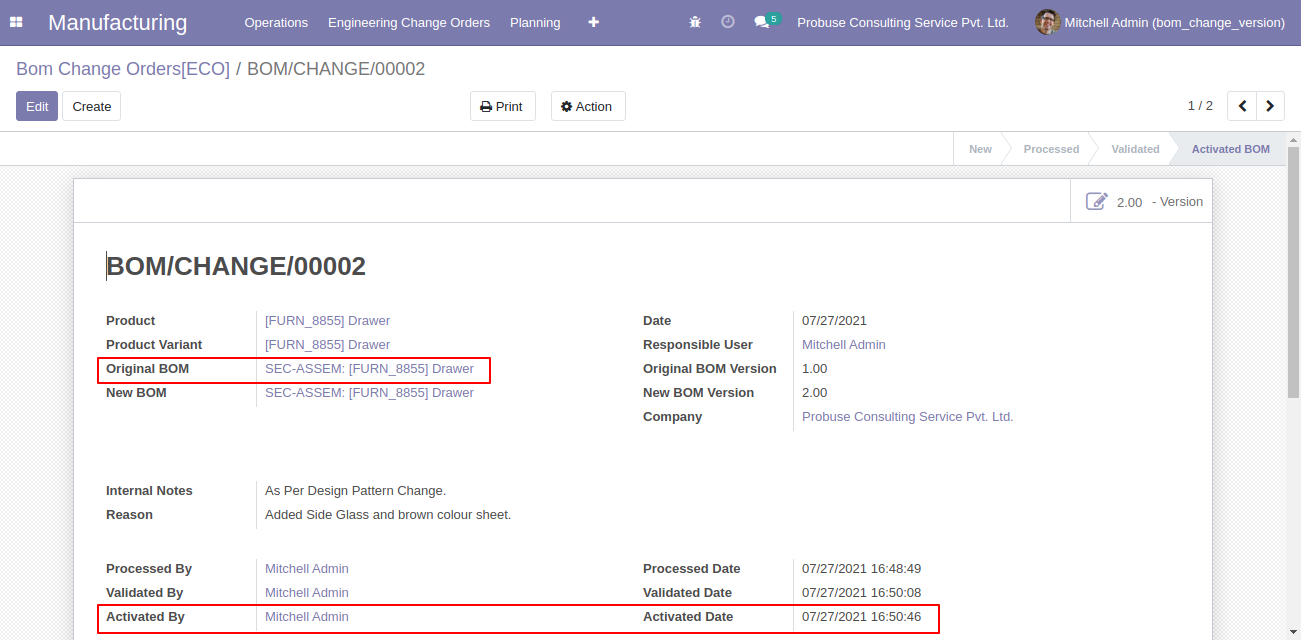 Manufacturing Operations Engineering Change Orders Planning 5 Probuse Consulting Service Pvt. Ltd. Mitchell Admin (bom_change_version)
Bom Change Orders[ECO] / BOM/CHANGE/00002
Edit Create Print Action 1 / 2
New Processed Validated Activated BOM
2.00 - Version
BOM/CHANGE/00002
Product [FURN_8855] Drawer Date 07/27/2021
Product Variant [FURN_8855] Drawer Responsible User Mitchell Admin
Original BOM SEC-ASSEM: [FURN_8855] Drawer Original BOM Version 1.00
New BOM SEC-ASSEM: [FURN_8855] Drawer New BOM Version 2.00
Company Probuse Consulting Service Pvt. Ltd.
Internal Notes As Per Design Pattern Change.
Reason Added Side Glass and brown colour sheet.
Processed By Mitchell Admin Processed Date 07/27/2021 16:48:49
Validated By Mitchell Admin Validated Date 07/27/2021 16:50:08
Activated By Mitchell Admin Activated Date 07/27/2021 16:50:46